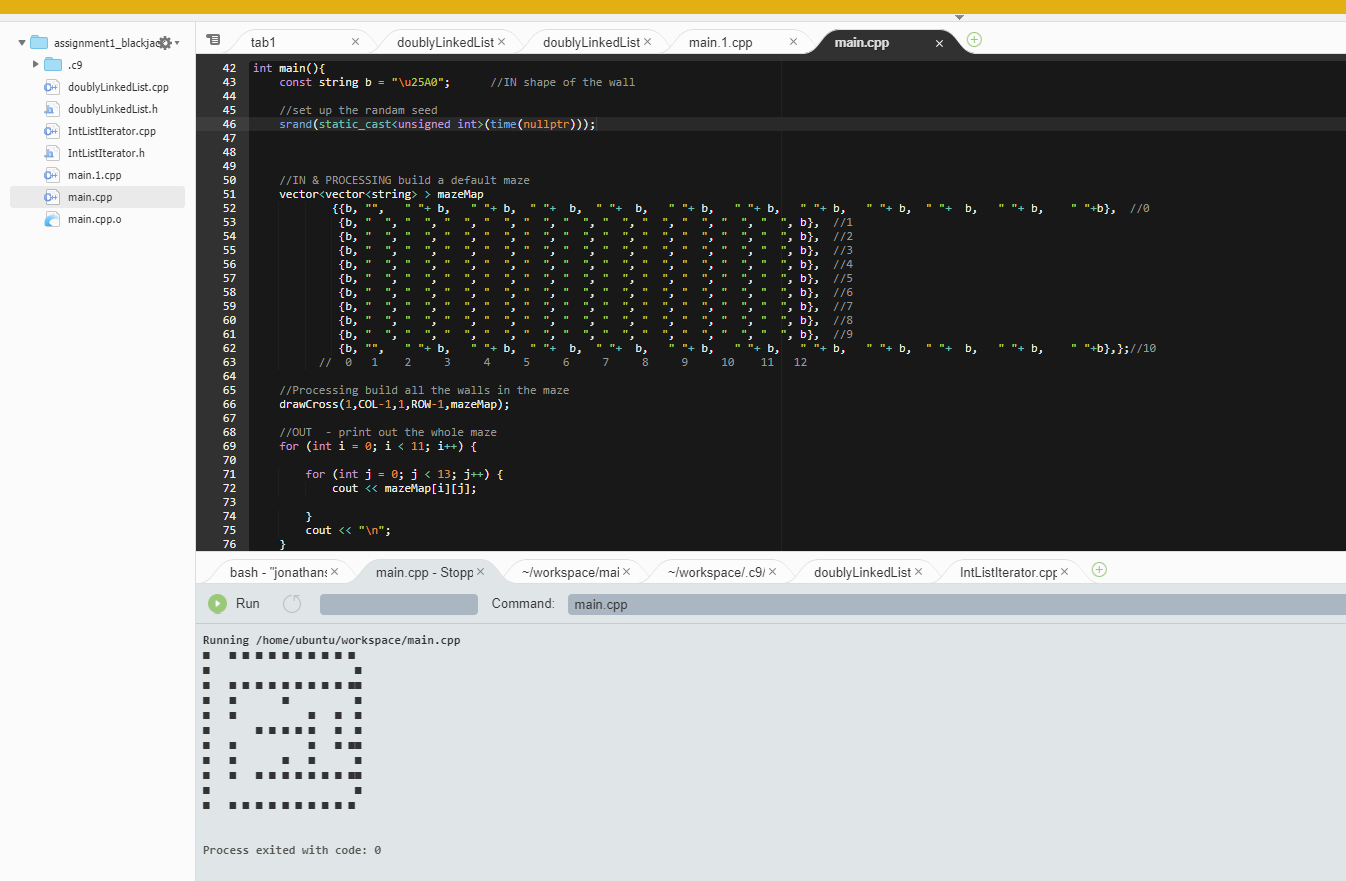 assignment1_blackjac
.c9
doublyLinkedList.cpp
doublyLinkedList.h
IntListIterator.cpp
IntListIterator.h
main.1.cpp
main.cpp
main.cpp.o
tab1 × doublyLinkedList × doublyLinkedList × main.1.cpp × main.cpp ×
42 int main(){
43     const string b = "\u25A0";      //IN shape of the wall
44
45     //set up the randam seed
46     srand(static_cast<unsigned int>(time(nullptr)));
47
48
49
50     //IN & PROCESSING build a default maze
51     vector<vector<string> > mazeMap
52             {{b, "",   " "+ b,   " "+ b,  " "+  b,  " "+  b,   " "+ b,   " "+ b,   " "+ b,   " "+ b,  " "+  b,   " "+ b,    " "+b},  //0
53              {b, "  ", "  ", "  ", "  ", "  ", "  ", "  ", "  ", "  ", "  ", "  ", b},  //1
54              {b, "  ", "  ", "  ", "  ", "  ", "  ", "  ", "  ", "  ", "  ", "  ", b},  //2
55              {b, "  ", "  ", "  ", "  ", "  ", "  ", "  ", "  ", "  ", "  ", "  ", b},  //3
56              {b, "  ", "  ", "  ", "  ", "  ", "  ", "  ", "  ", "  ", "  ", "  ", b},  //4
57              {b, "  ", "  ", "  ", "  ", "  ", "  ", "  ", "  ", "  ", "  ", "  ", b},  //5
58              {b, "  ", "  ", "  ", "  ", "  ", "  ", "  ", "  ", "  ", "  ", "  ", b},  //6
59              {b, "  ", "  ", "  ", "  ", "  ", "  ", "  ", "  ", "  ", "  ", "  ", b},  //7
60              {b, "  ", "  ", "  ", "  ", "  ", "  ", "  ", "  ", "  ", "  ", "  ", b},  //8
61              {b, "  ", "  ", "  ", "  ", "  ", "  ", "  ", "  ", "  ", "  ", "  ", b},  //9
62              {b, "",   " "+ b,   " "+ b,  " "+  b,  " "+  b,   " "+ b,   " "+ b,   " "+ b,   " "+ b,  " "+  b,   " "+ b,    " "+b},};//10
63           //  0   1    2     3     4     5     6     7     8     9     10    11   12
64
65     //Processing build all the walls in the maze
66     drawCross(1,COL-1,1,ROW-1,mazeMap);
67
68     //OUT  - print out the whole maze
69     for (int i = 0; i < 11; i++) {
70
71         for (int j = 0; j < 13; j++) {
72             cout << mazeMap[i][j];
73
74         }
75         cout << "\n";
76     }
bash - "jonathans × main.cpp - Stopp × ~/workspace/mai × ~/workspace/.c9/ × doublyLinkedList × IntListIterator.cpp ×
Run Command: main.cpp
Running /home/ubuntu/workspace/main.cpp
■   ■ ■ ■ ■ ■ ■ ■ ■ ■ ■
■                      ■
■   ■ ■ ■ ■ ■ ■ ■ ■ ■ ■■
■   ■       ■          ■
■   ■           ■   ■  ■
■       ■ ■ ■ ■ ■   ■  ■
■   ■           ■   ■ ■■
■   ■       ■   ■      ■
■   ■   ■ ■ ■ ■ ■ ■ ■ ■■
■                      ■
■   ■ ■ ■ ■ ■ ■ ■ ■ ■ ■
Process exited with code: 0